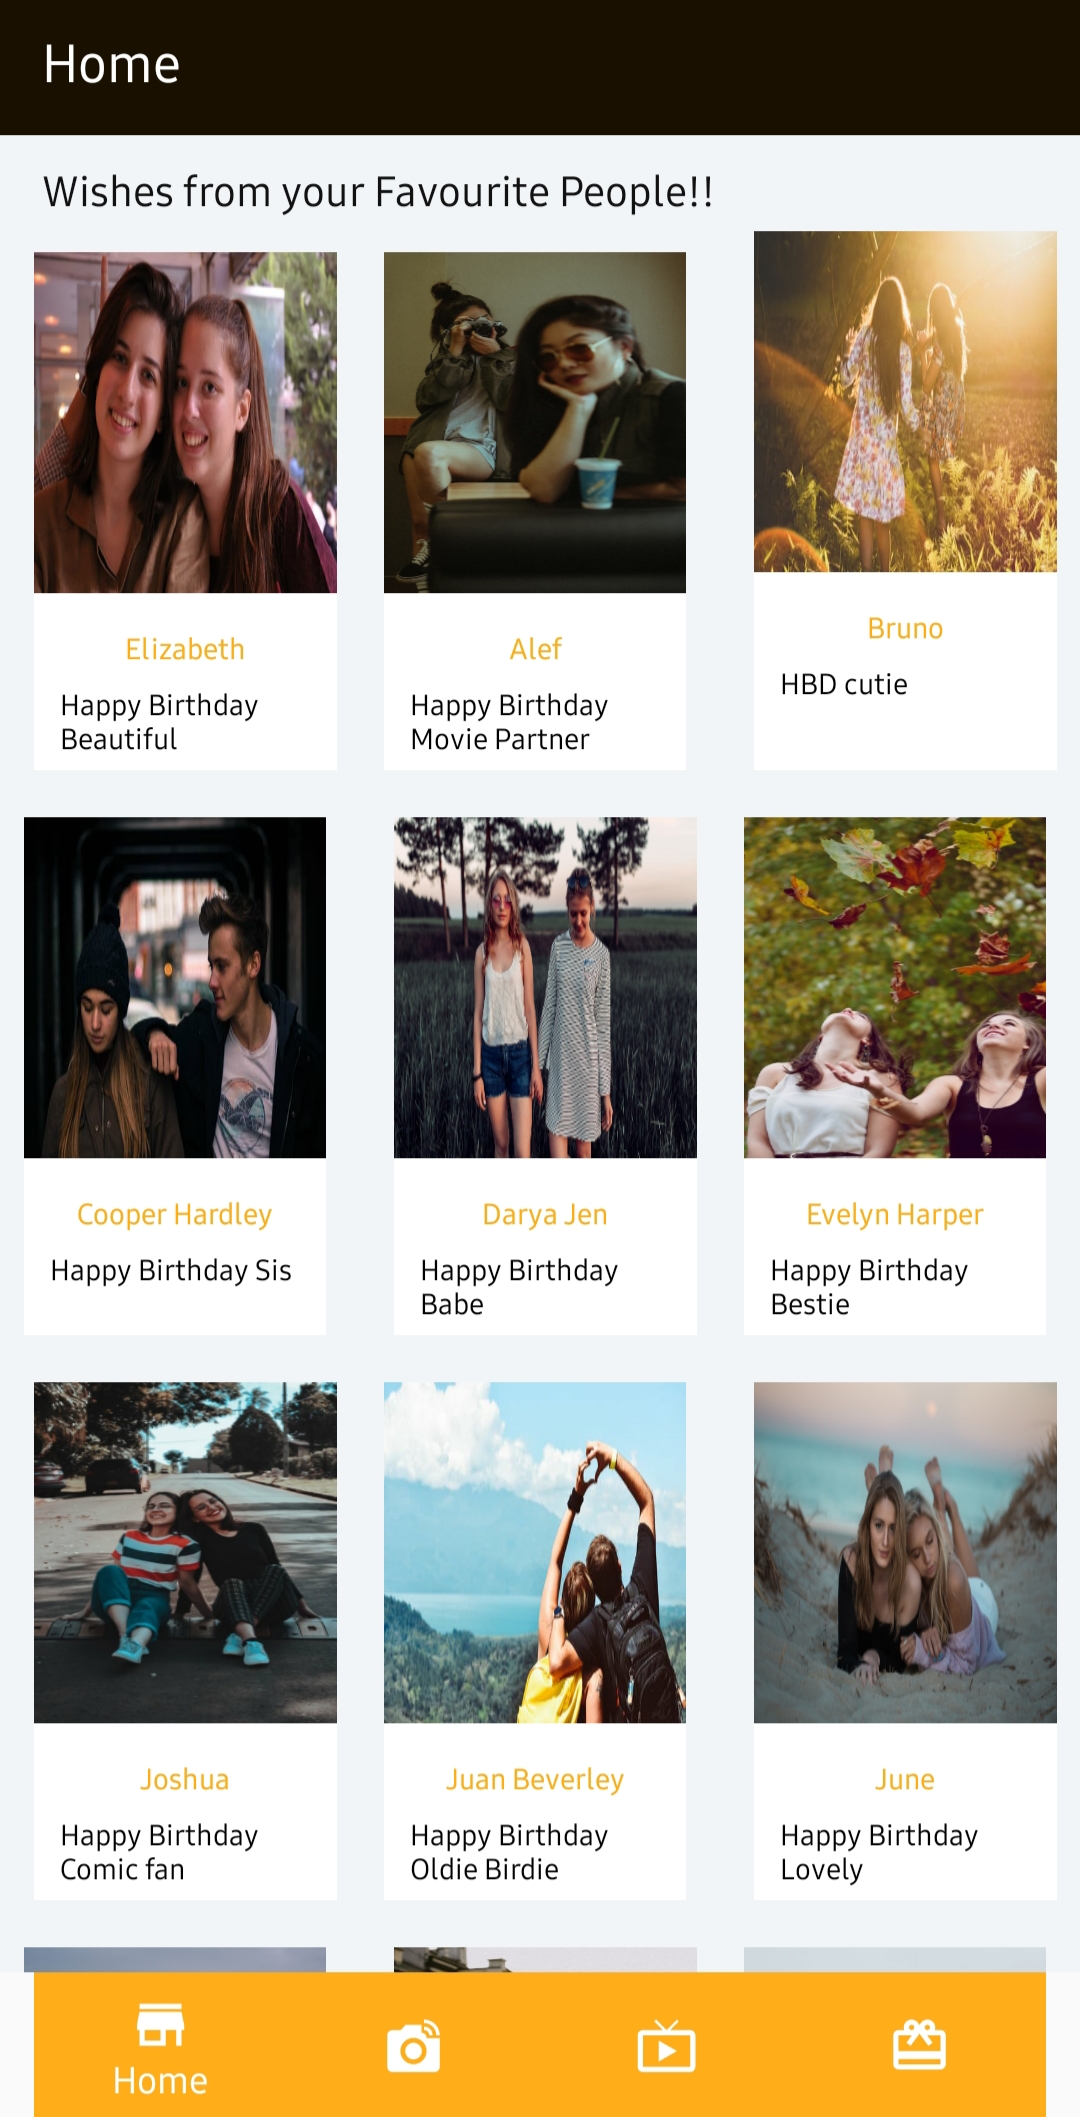 Home
Wishes from your Favourite People!!
Elizabeth
Happy Birthday
Beautiful
Alef
Happy Birthday
Movie Partner
Bruno
HBD cutie
Cooper Hardley
Happy Birthday Sis
Darya Jen
Happy Birthday
Babe
Evelyn Harper
Happy Birthday
Bestie
Joshua
Happy Birthday
Comic fan
Juan Beverley
Happy Birthday
Oldie Birdie
June
Happy Birthday
Lovely
Home